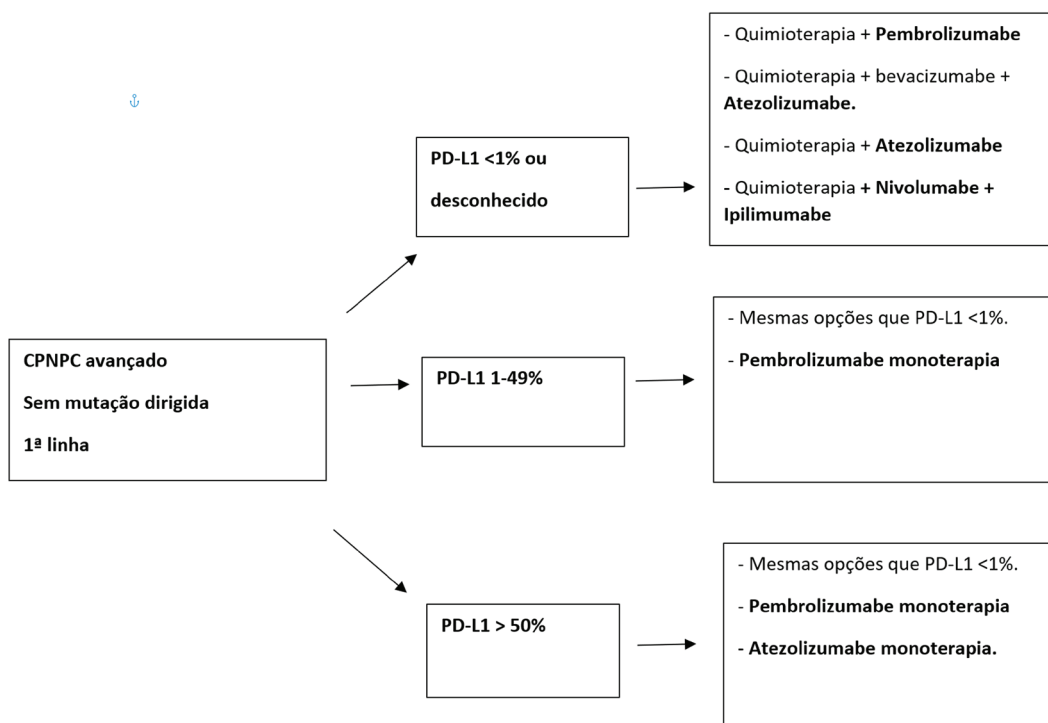 - Quimioterapia + Pembrolizumabe
- Quimioterapia + bevacizumabe +
Atezolizumabe.
- Quimioterapia + Atezolizumabe
- Quimioterapia + Nivolumabe +
Ipilimumabe
PD-L1 <1% ou
desconhecido
- Mesmas opções que PD-L1 <1%.
- Pembrolizumabe monoterapia
CPNPC avançado
Sem mutação dirigida
1ª linha
PD-L1 1-49%
- Mesmas opções que PD-L1 <1%.
- Pembrolizumabe monoterapia
- Atezolizumabe monoterapia.
PD-L1 > 50%